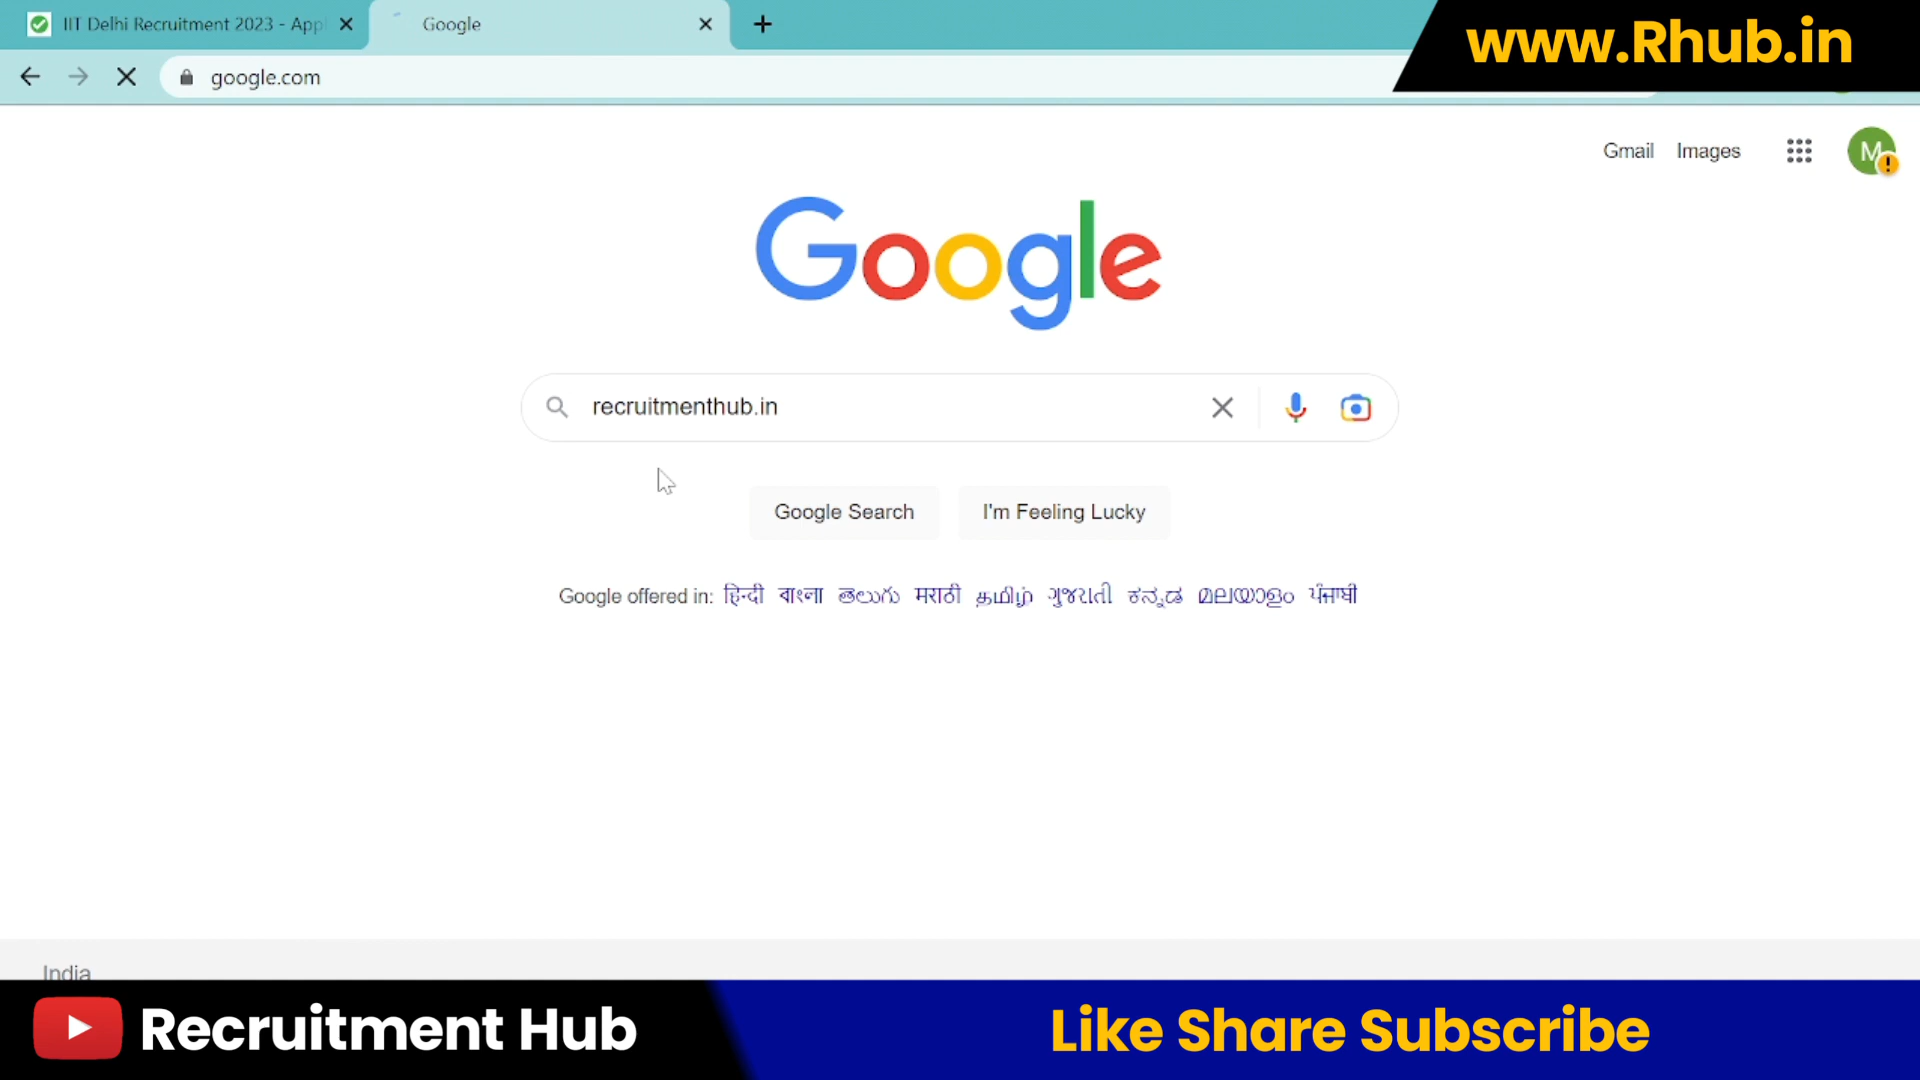 IIT Delhi Recruitment 2023 - Appl
Google
www.Rhub.in
google.com
Gmail Images
M
Google
recruitmenthub.in
Google Search I'm Feeling Lucky
Google offered in: हिन्दी বাংলা తెలుగు मराठी தமிழ் ગુજરાતી ಕನ್ನಡ മലയാളം ਪੰਜਾਬੀ
India
Recruitment Hub
Like Share Subscribe